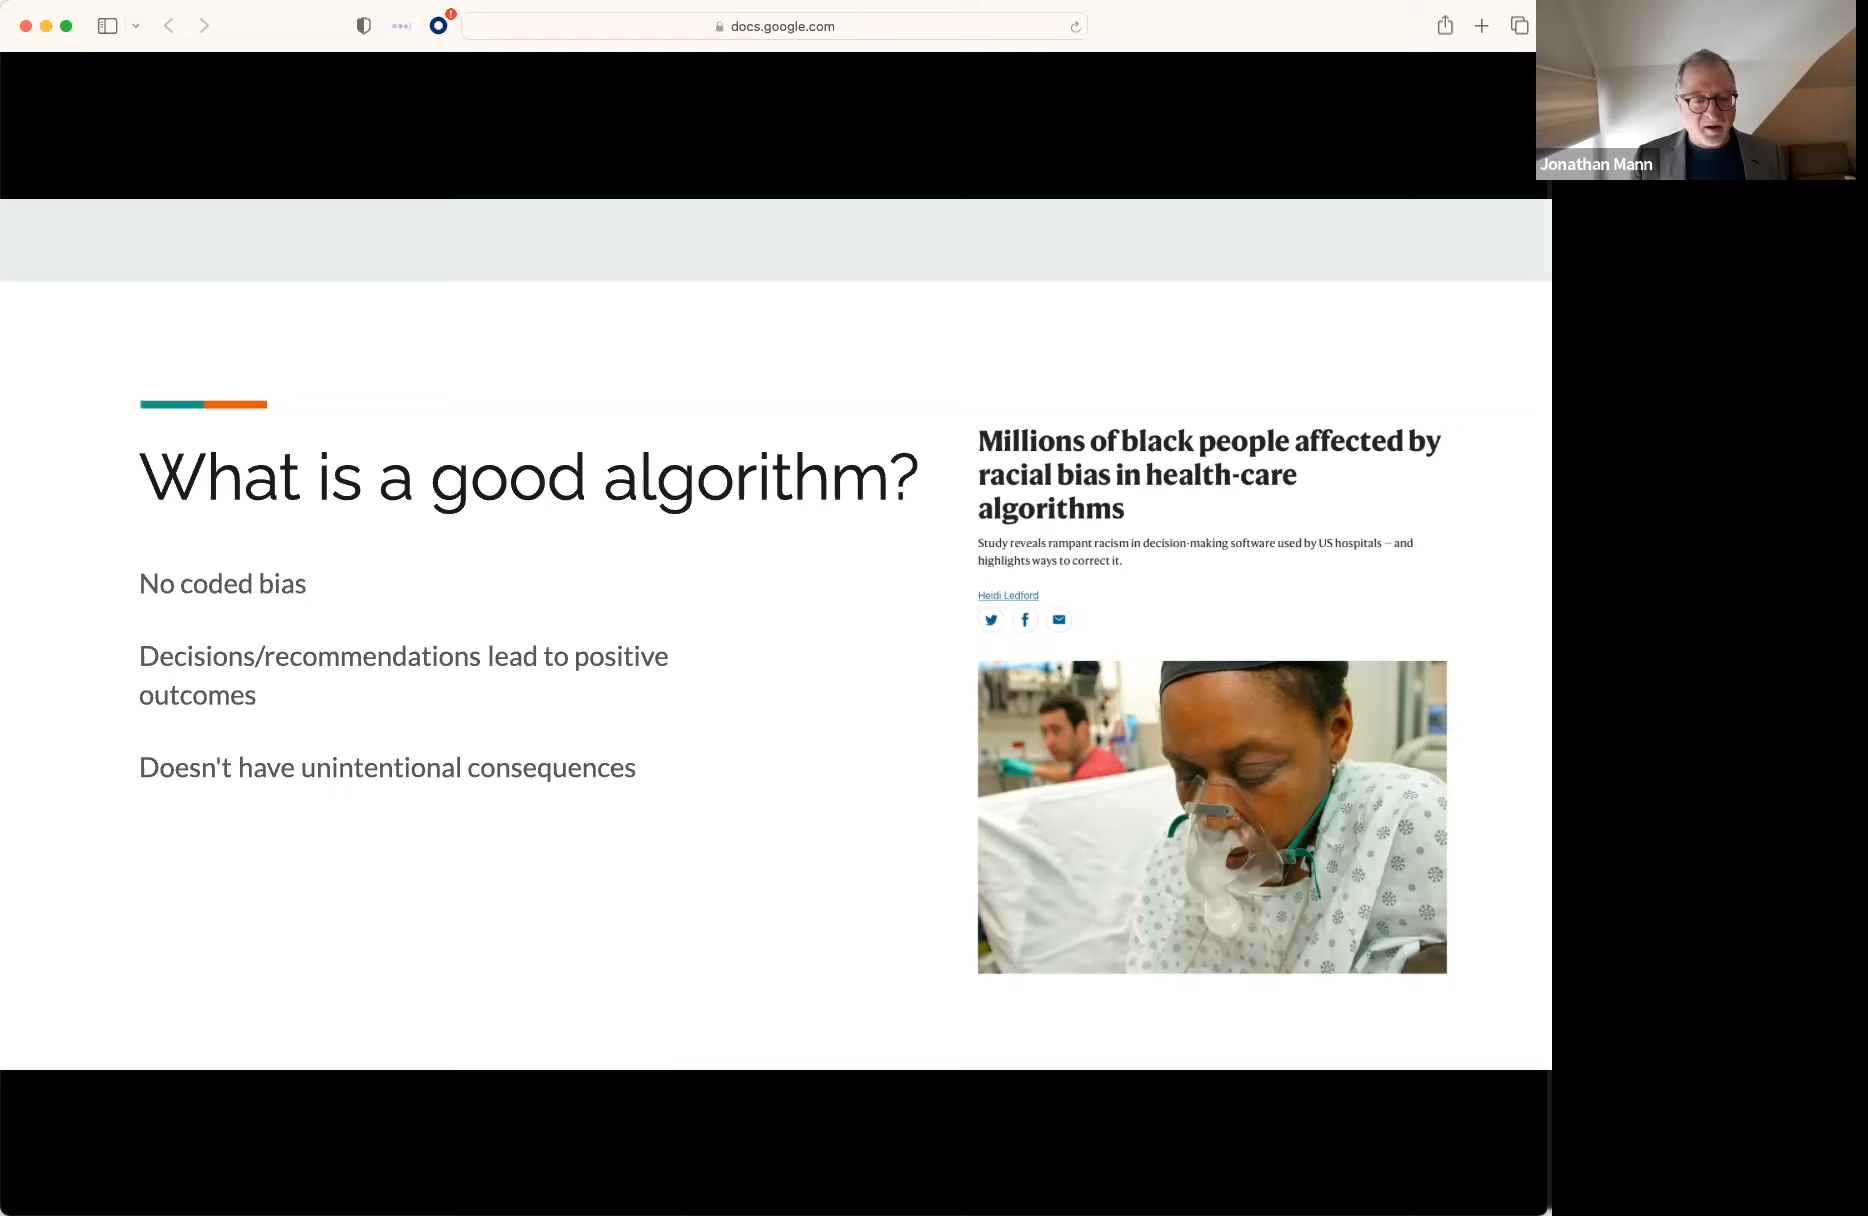 docs.google.com
Jonathan Mann
What is a good algorithm?
No coded bias
Decisions/recommendations lead to positive
outcomes
Doesn't have unintentional consequences
Millions of black people affected by
racial bias in health-care
algorithms
Study reveals rampant racism in decision-making software used by US hospitals — and
highlights ways to correct it.
Heidi Ledford